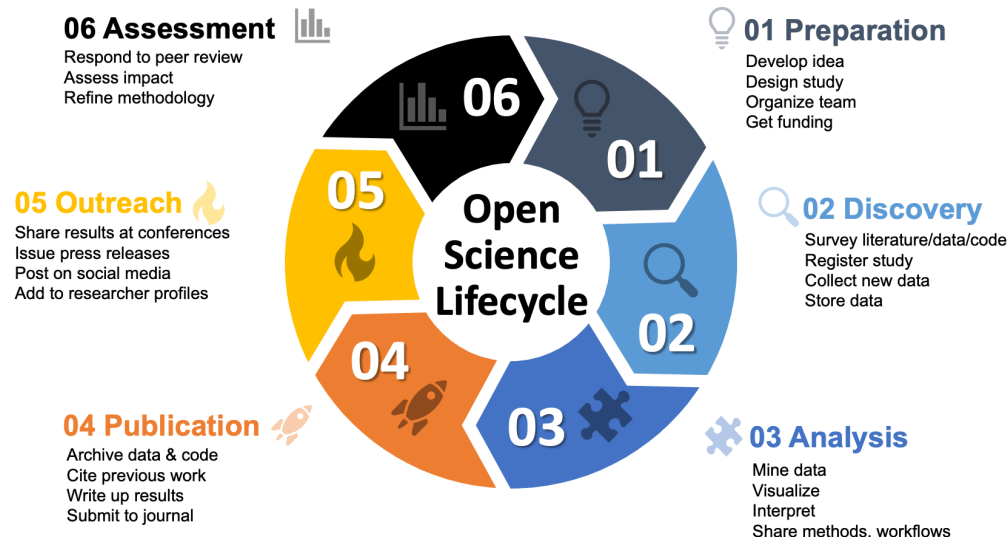 06 Assessment
Respond to peer review
Assess impact
Refine methodology
01 Preparation
Develop idea
Design study
Organize team
Get funding
05 Outreach
Share results at conferences
Issue press releases
Post on social media
Add to researcher profiles
02 Discovery
Survey literature/data/code
Register study
Collect new data
Store data
04 Publication
Archive data & code
Cite previous work
Write up results
Submit to journal
03 Analysis
Mine data
Visualize
Interpret
Share methods, workflows
Open
Science
Lifecycle
01
02
03
04
05
06